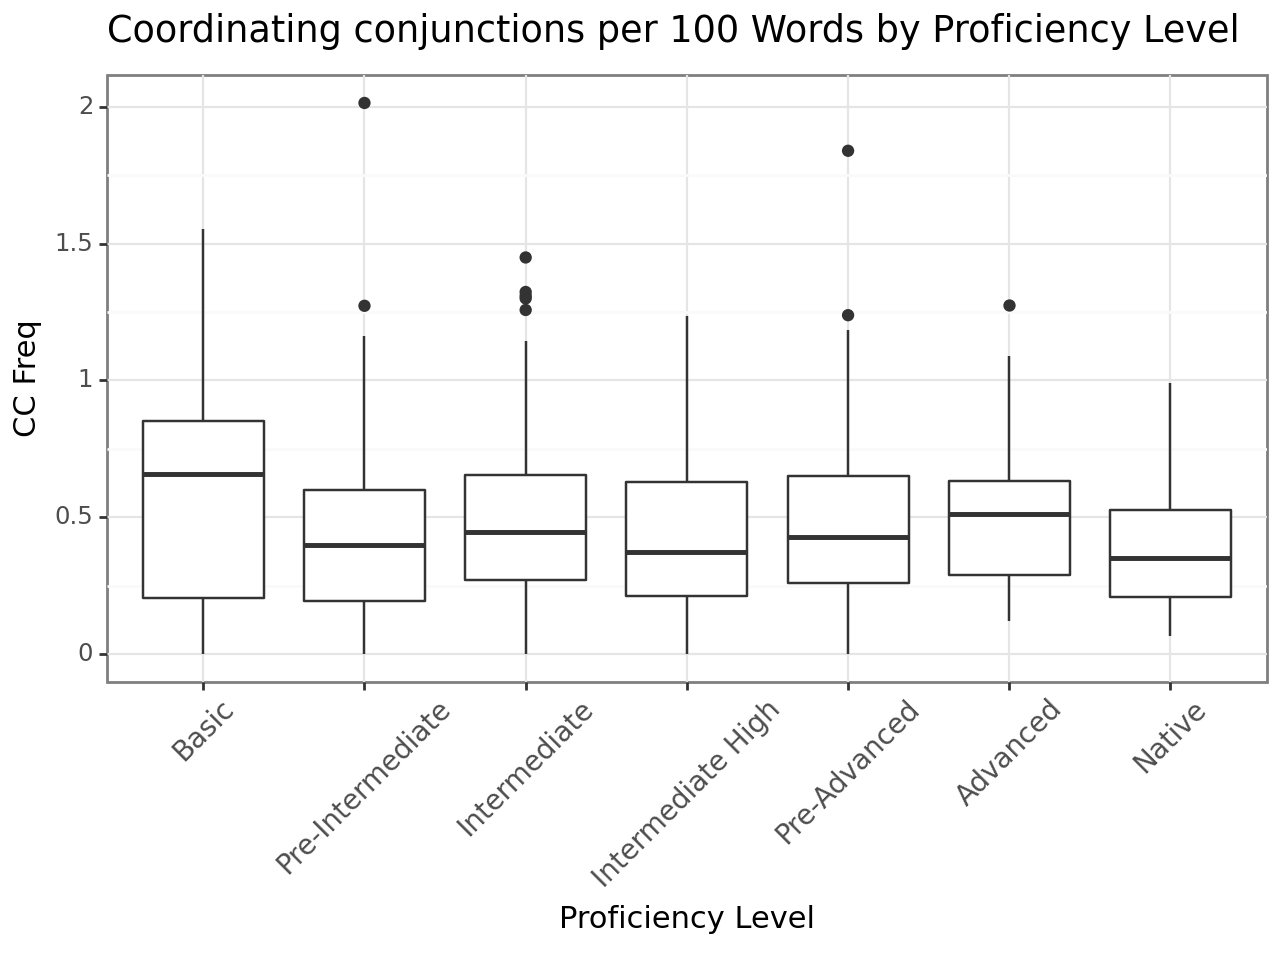 Coordinating conjunctions per 100 Words by Proficiency Level
CC Freq
2
1.5
1
0.5
0
Basic
Pre-Intermediate
Intermediate
Intermediate High
Pre-Advanced
Advanced
Native
Proficiency Level